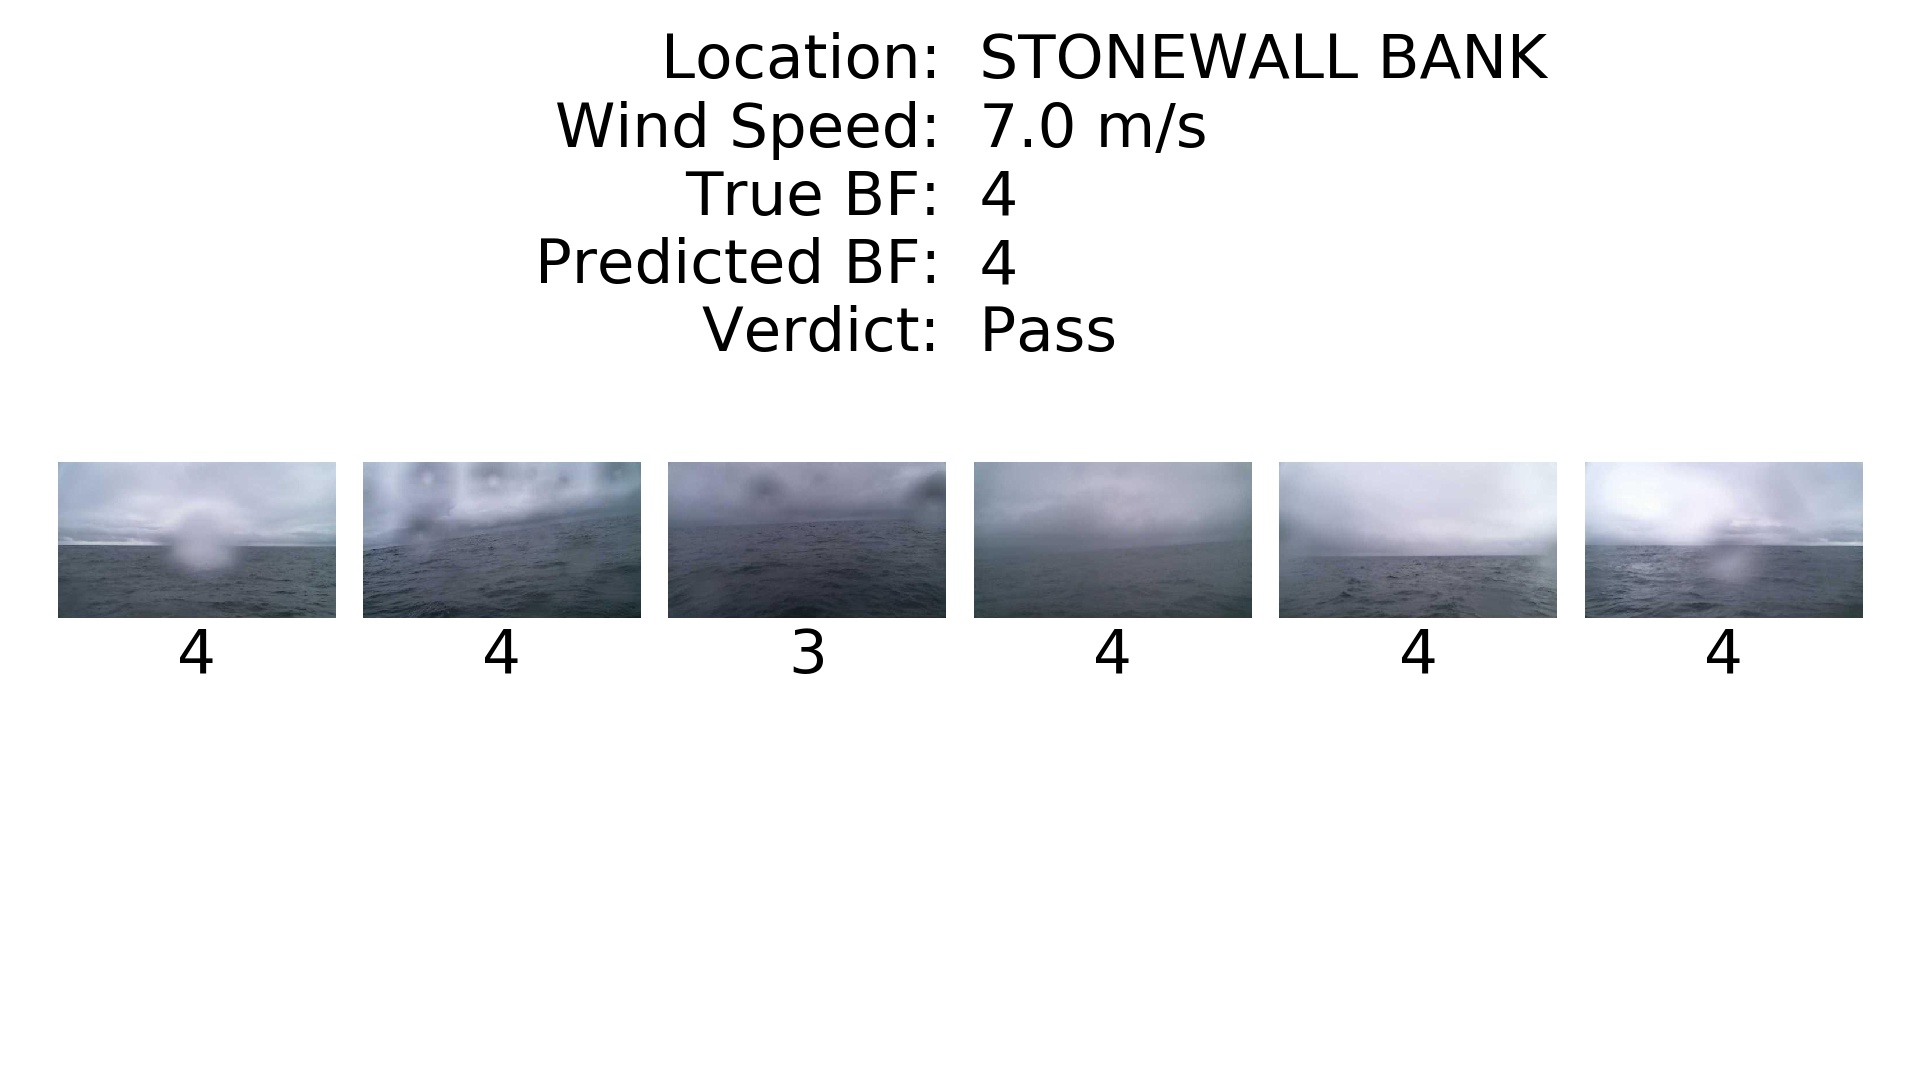 Location: STONEWALL BANK
Wind Speed: 7.0 m/s
True BF: 4
Predicted BF: 4
Verdict: Pass
4 4 3 4 4 4